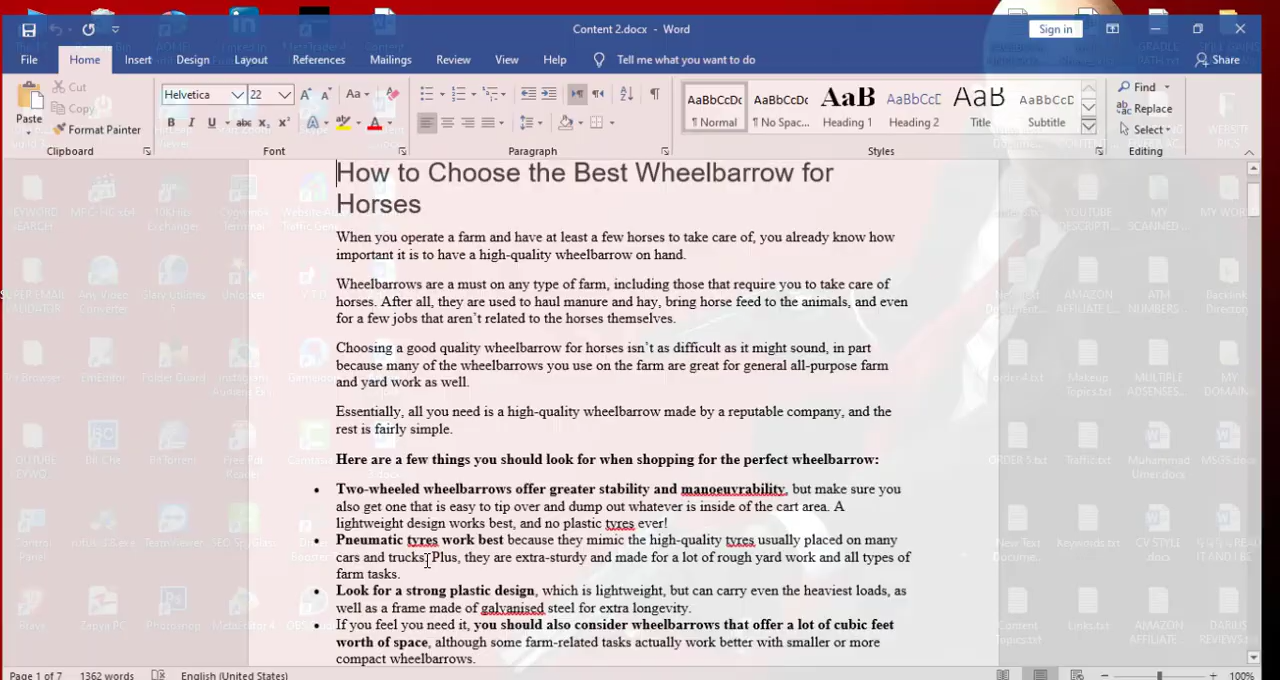 Content 2.docx - Word
Sign in
File Home Insert Design Layout References Mailings Review View Help Tell me what you want to do Share
Paste
Cut
Copy
Format Painter
Helvetica 22
AaBbCcDc AaBbCcDc AaB AaBbCcD AaB AaBbCcD
¶ Normal ¶ No Spac... Heading 1 Heading 2 Title Subtitle
Find
Replace
Select
Clipboard Font Paragraph Styles Editing
How to Choose the Best Wheelbarrow for
Horses
When you operate a farm and have at least a few horses to take care of, you already know how
important it is to have a high-quality wheelbarrow on hand.
Wheelbarrows are a must on any type of farm, including those that require you to take care of
horses. After all, they are used to haul manure and hay, bring horse feed to the animals, and even
for a few jobs that aren't related to the horses themselves.
Choosing a good quality wheelbarrow for horses isn't as difficult as it might sound, in part
because many of the wheelbarrows you use on the farm are great for general all-purpose farm
and yard work as well.
Essentially, all you need is a high-quality wheelbarrow made by a reputable company, and the
rest is fairly simple.
Here are a few things you should look for when shopping for the perfect wheelbarrow:
• Two-wheeled wheelbarrows offer greater stability and manoeuvrability, but make sure you
also get one that is easy to tip over and dump out whatever is inside of the cart area. A
lightweight design works best, and no plastic tyres ever!
• Pneumatic tyres work best because they mimic the high-quality tyres usually placed on many
cars and trucks. Plus, they are extra-sturdy and made for a lot of rough yard work and all types of
farm tasks.
• Look for a strong plastic design, which is lightweight, but can carry even the heaviest loads, as
well as a frame made of galvanised steel for extra longevity.
• If you feel you need it, you should also consider wheelbarrows that offer a lot of cubic feet
worth of space, although some farm-related tasks actually work better with smaller or more
compact wheelbarrows.
Page 1 of 7 1362 words English (United States) 100%